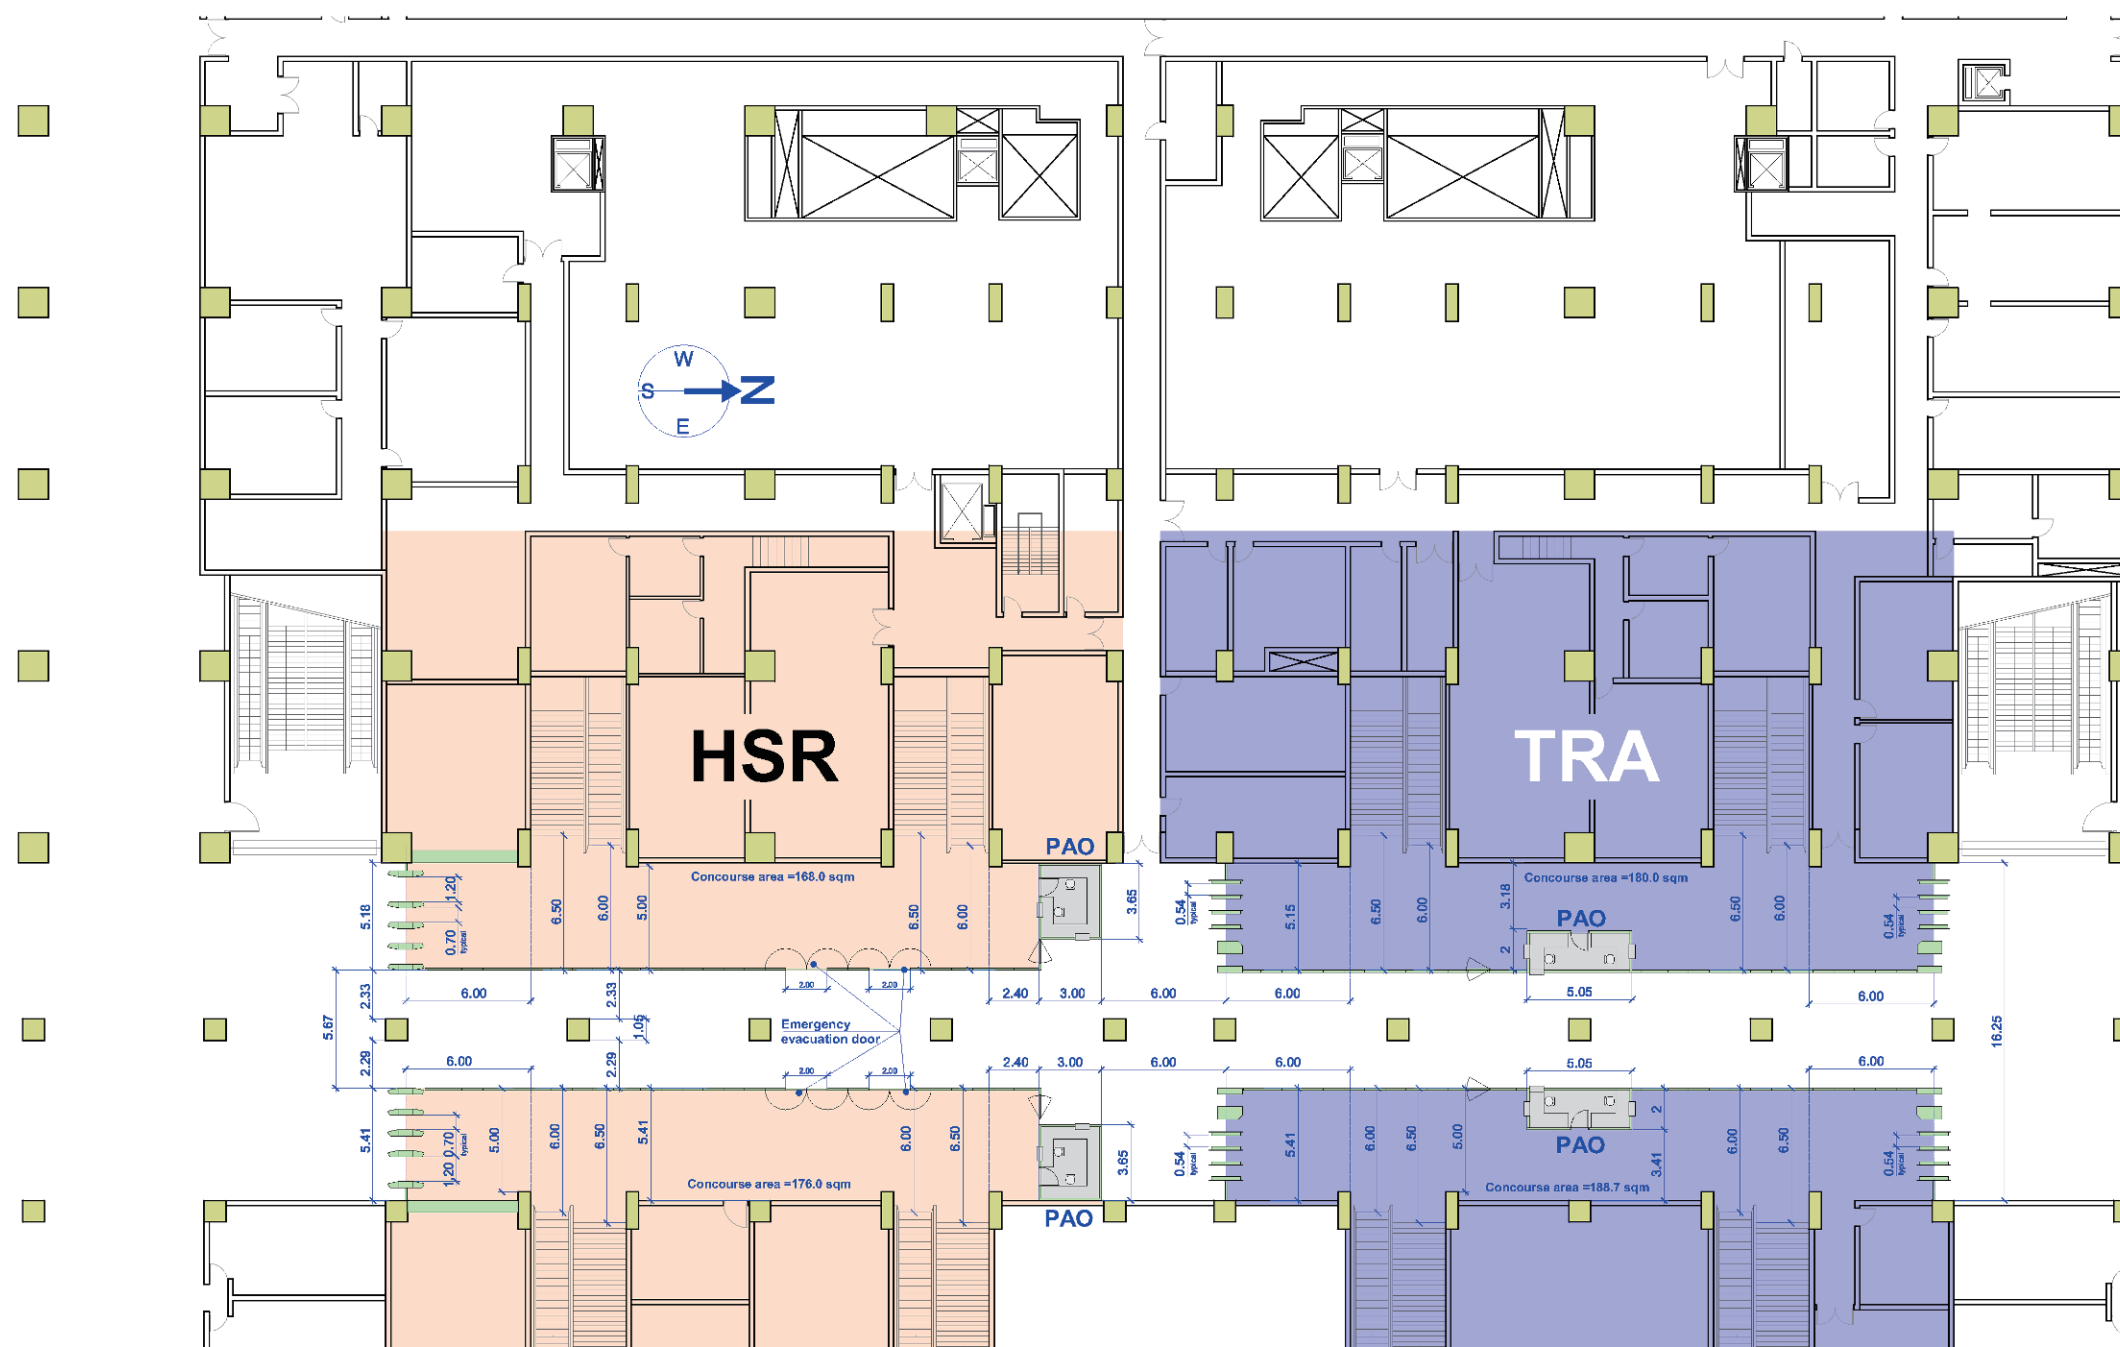 W
S
N
E
HSR
TRA
PAO
Concourse area =168.0 sqm
Concourse area =180.0 sqm
5.18
1.20
0.70
typical
6.50
6.00
5.00
6.50
6.00
3.65
0.54
typical
5.15
6.50
6.00
3.18
2
PAO
6.50
6.00
0.54
typical
2.33
6.00
2.33
2.00
2.00
2.40
3.00
6.00
6.00
5.05
6.00
5.67
1.05
Emergency
evacuation door
16.25
2.29
6.00
2.29
2.00
2.00
2.40
3.00
6.00
6.00
5.05
6.00
5.41
0.70
typical
1.20
5.00
6.00
6.50
5.41
6.00
6.50
3.65
0.54
typical
5.41
6.00
6.50
5.00
PAO
2
3.41
6.00
6.50
0.54
typical
Concourse area =176.0 sqm
Concourse area =188.7 sqm
PAO